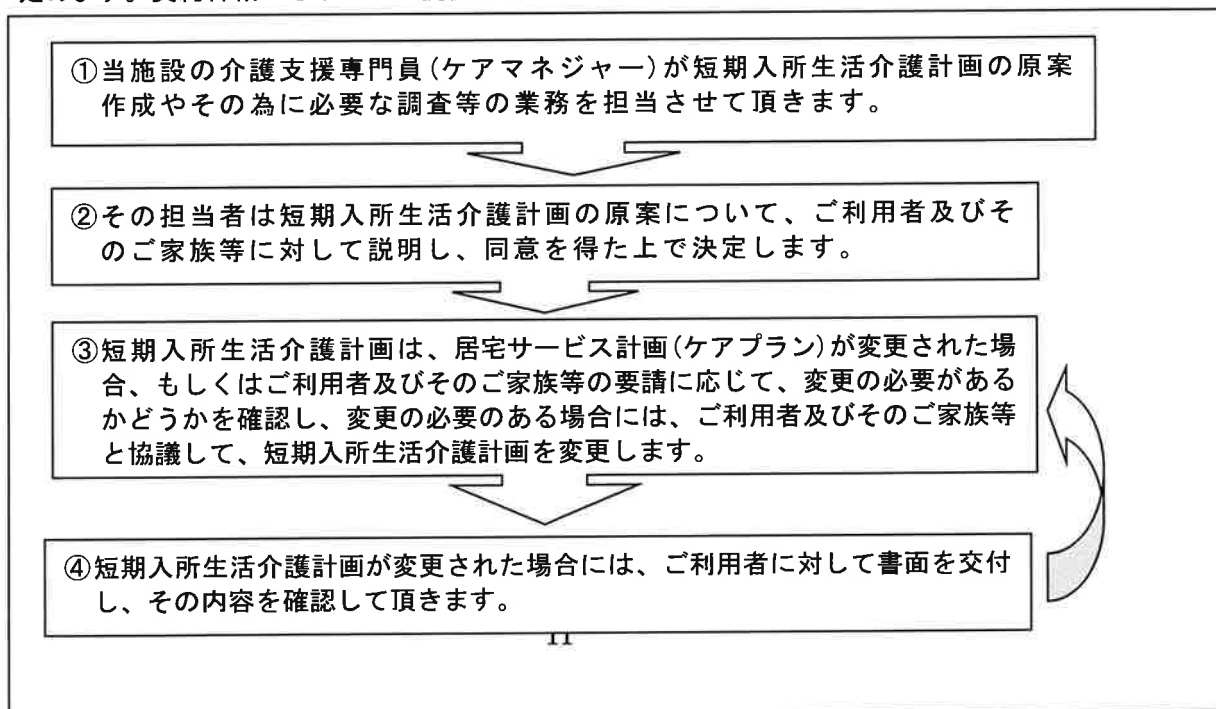 ①当施設の介護支援専門員(ケアマネジャー)が短期入所生活介護計画の原案
作成やその為に必要な調査等の業務を担当させて頂きます。
②その担当者は短期入所生活介護計画の原案について、ご利用者及びそ
のご家族等に対して説明し、同意を得た上で決定します。
③短期入所生活介護計画は、居宅サービス計画(ケアプラン)が変更された場
合、もしくはご利用者及びそのご家族等の要請に応じて、変更の必要がある
かどうかを確認し、変更の必要のある場合には、ご利用者及びそのご家族等
と協議して、短期入所生活介護計画を変更します。
④短期入所生活介護計画が変更された場合には、ご利用者に対して書面を交付
し、その内容を確認して頂きます。
11